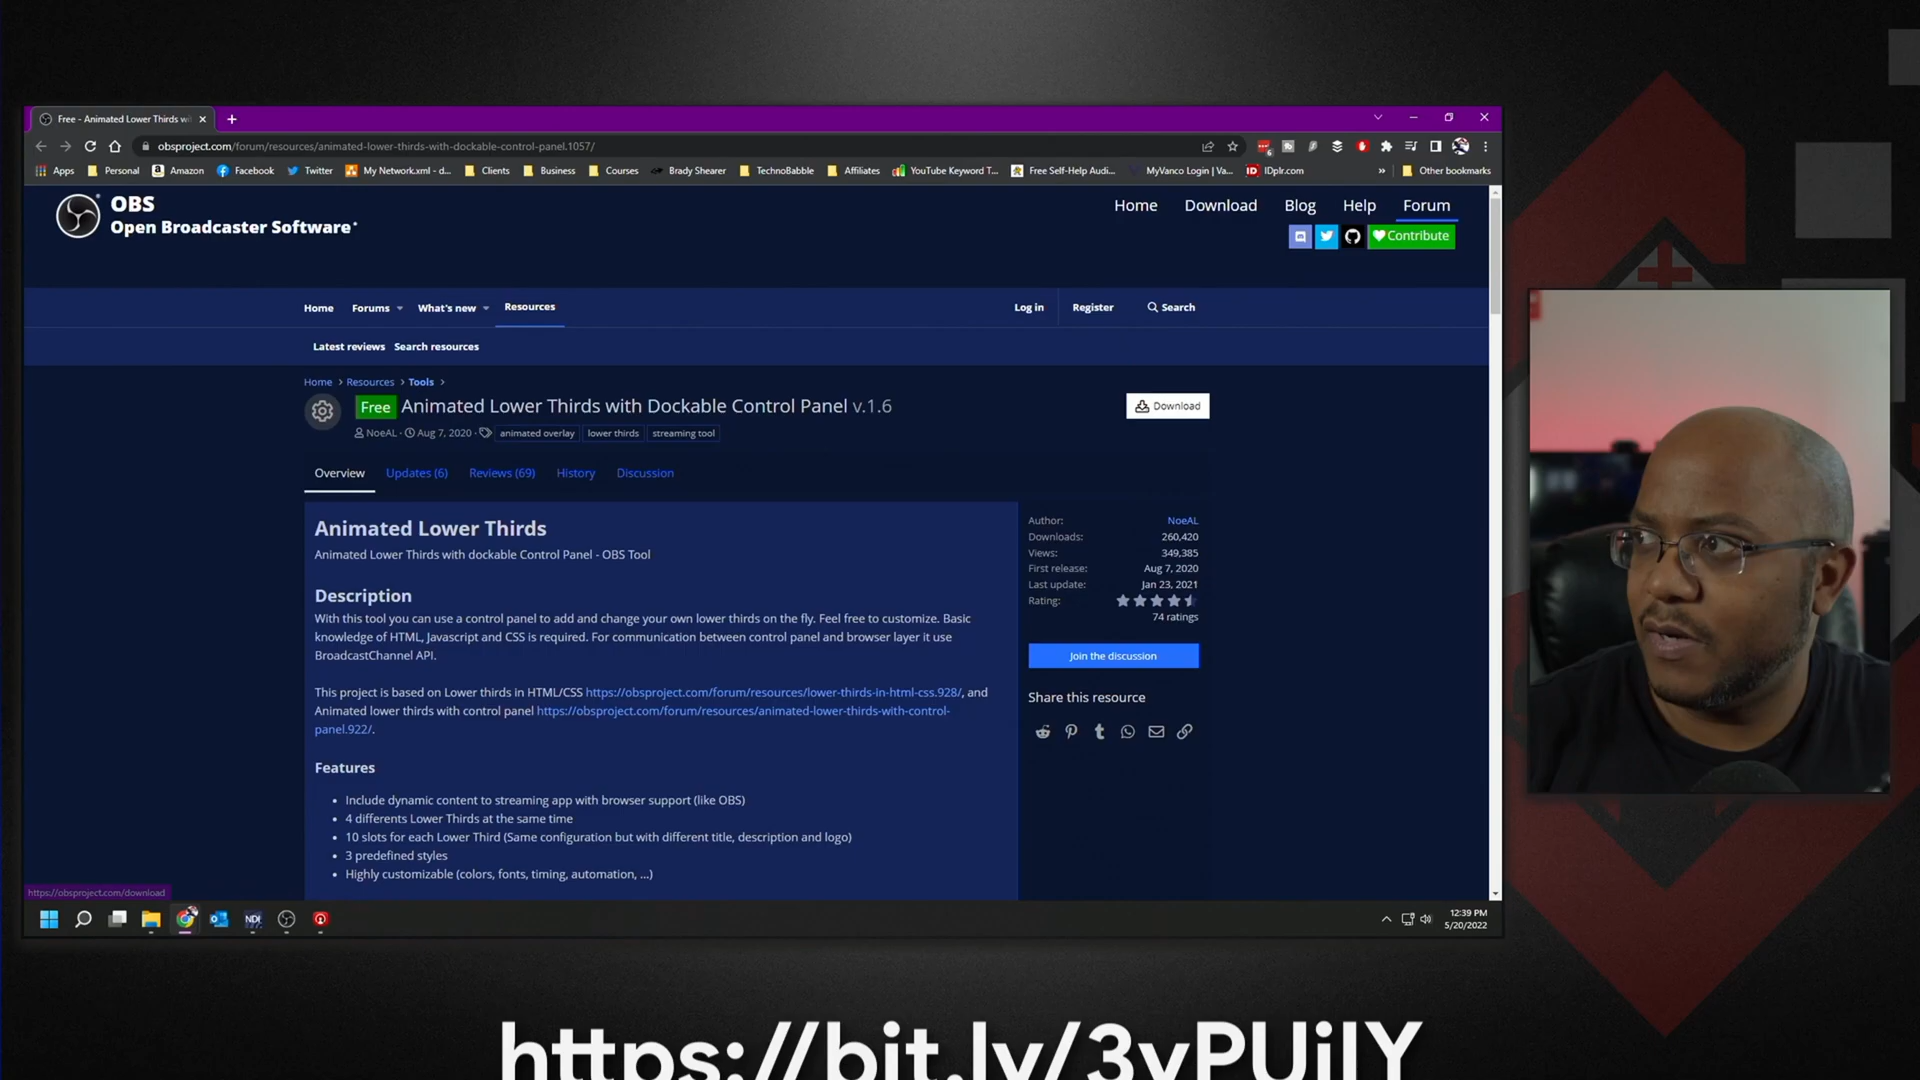 Free - Animated Lower Thirds wi
obsproject.com/forum/resources/animated-lower-thirds-with-dockable-control-panel.1057/
Apps Personal Amazon Facebook Twitter My Network.xml - d... Clients Business Courses Brady Shearer TechnoBabble Affiliates YouTube Keyword T... Free Self-Help Audi... MyVanco Login | Va... IDplr.com » Other bookmarks
OBS
Open Broadcaster Software
Home Download Blog Help Forum
Contribute
Home Forums What's new Resources Log in Register Search
Latest reviews Search resources
Home > Resources > Tools >
Free Animated Lower Thirds with Dockable Control Panel v.1.6
Download
NoeAL · Aug 7, 2020 · animated overlay lower thirds streaming tool
Overview Updates (6) Reviews (69) History Discussion
Animated Lower Thirds
Animated Lower Thirds with dockable Control Panel - OBS Tool
Description
With this tool you can use a control panel to add and change your own lower thirds on the fly. Feel free to customize. Basic
knowledge of HTML, Javascript and CSS is required. For communication between control panel and browser layer it use
BroadcastChannel API.
This project is based on Lower thirds in HTML/CSS https://obsproject.com/forum/resources/lower-thirds-in-html-css.928/, and
Animated lower thirds with control panel https://obsproject.com/forum/resources/animated-lower-thirds-with-control-
panel.922/.
Features
• Include dynamic content to streaming app with browser support (like OBS)
• 4 differents Lower Thirds at the same time
• 10 slots for each Lower Third (Same configuration but with different title, description and logo)
• 3 predefined styles
• Highly customizable (colors, fonts, timing, automation, ...)
Author: NoeAL
Downloads: 260,420
Views: 349,385
First release: Aug 7, 2020
Last update: Jan 23, 2021
Rating:
74 ratings
Join the discussion
Share this resource
https://obsproject.com/download
NDI
12:39 PM
5/20/2022